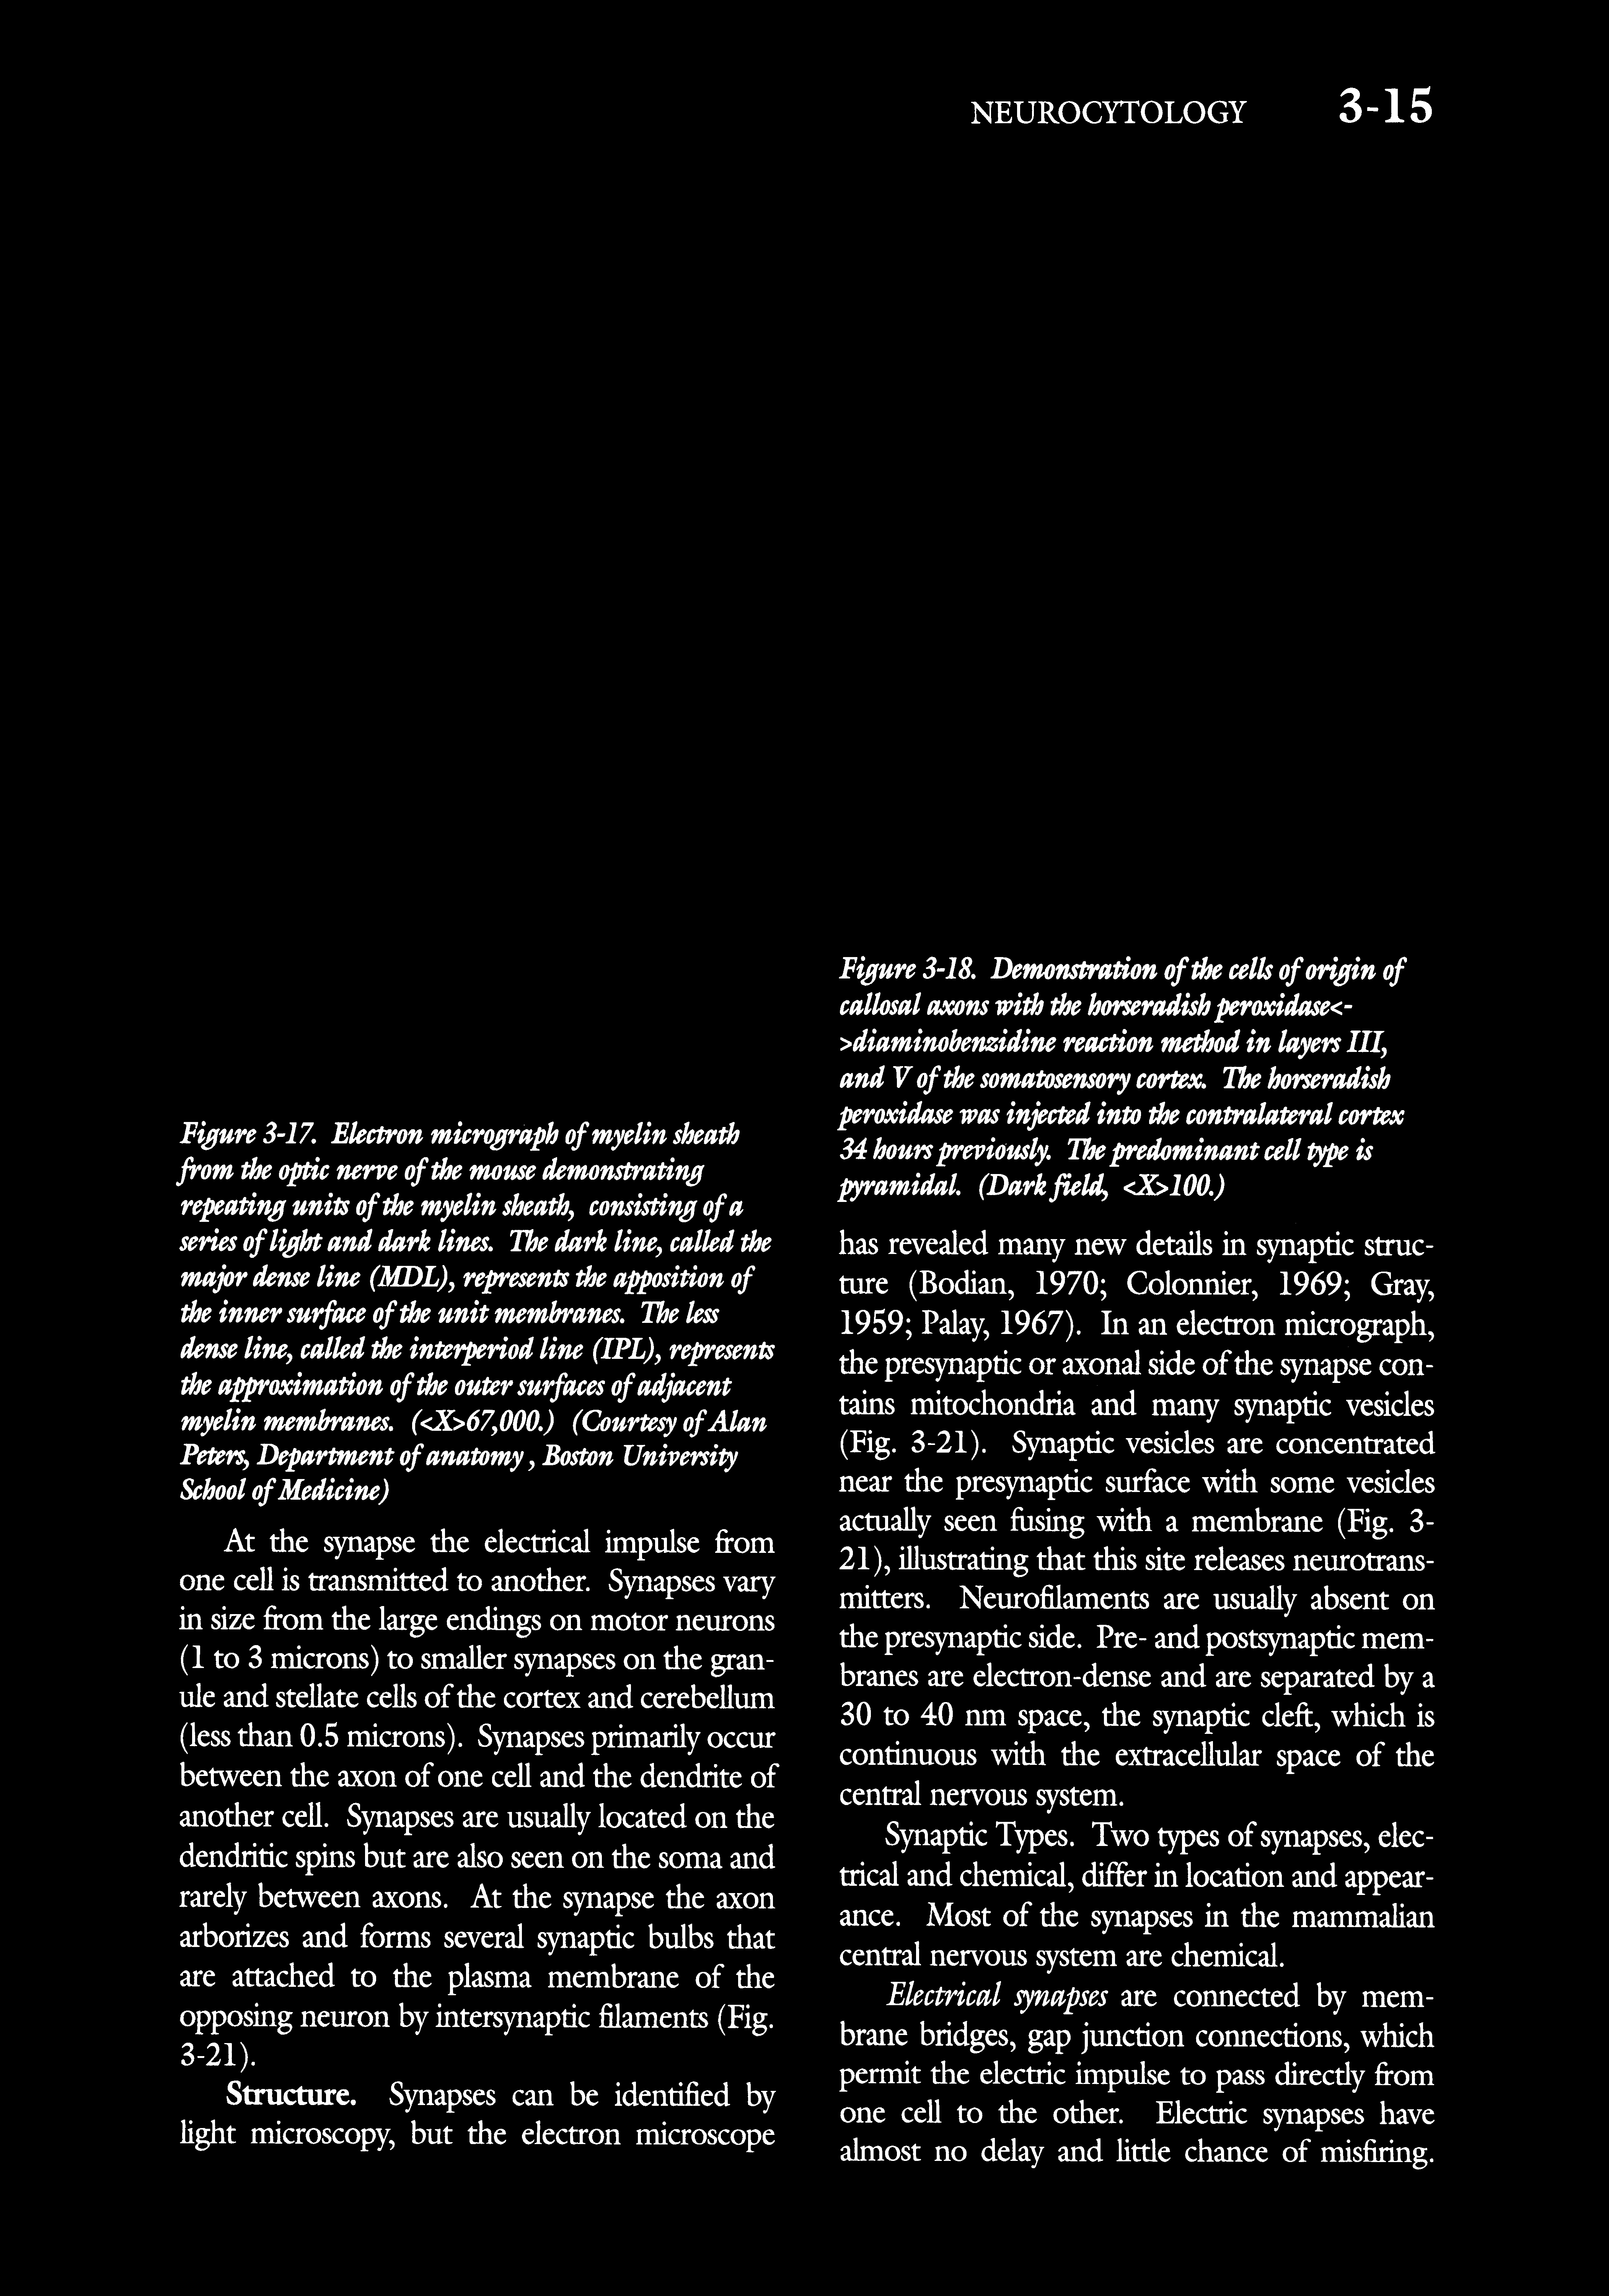 NEUROCYTOLOGY 3-15
Figure 3-17. Electron micrograph of myelin sheath
from the optic nerve of the mouse demonstrating
repeating units of the myelin sheath, consisting of a
series of light and dark lines. The dark line, called the
major dense line (MDL), represents the apposition of
the inner surface of the unit membranes. The less
dense line, called the interperiod line (IPL), represents
the approximation of the outer surfaces of adjacent
myelin membranes. (<X>67,000.) (Courtesy of Alan
Peters, Department of anatomy, Boston University
School of Medicine)
At the synapse the electrical impulse from
one cell is transmitted to another. Synapses vary
in size from the large endings on motor neurons
(1 to 3 microns) to smaller synapses on the gran-
ule and stellate cells of the cortex and cerebellum
(less than 0.5 microns). Synapses primarily occur
between the axon of one cell and the dendrite of
another cell. Synapses are usually located on the
dendritic spins but are also seen on the soma and
rarely between axons. At the synapse the axon
arborizes and forms several synaptic bulbs that
are attached to the plasma membrane of the
opposing neuron by intersynaptic filaments (Fig.
3-21).
Structure. Synapses can be identified by
light microscopy, but the electron microscope
Figure 3-18. Demonstration of the cells of origin of
callosal axons with the horseradish peroxidase<-
>diaminobenzidine reaction method in layers III,
and V of the somatosensory cortex. The horseradish
peroxidase was injected into the contralateral cortex
34 hours previously. The predominant cell type is
pyramidal. (Dark field, <X>100.)
has revealed many new details in synaptic struc-
ture (Bodian, 1970; Colonnier, 1969; Gray,
1959; Palay, 1967). In an electron micrograph,
the presynaptic or axonal side of the synapse con-
tains mitochondria and many synaptic vesicles
(Fig. 3-21). Synaptic vesicles are concentrated
near the presynaptic surface with some vesicles
actually seen fusing with a membrane (Fig. 3-
21), illustrating that this site releases neurotrans-
mitters. Neurofilaments are usually absent on
the presynaptic side. Pre- and postsynaptic mem-
branes are electron-dense and are separated by a
30 to 40 nm space, the synaptic cleft, which is
continuous with the extracellular space of the
central nervous system.
Synaptic Types. Two types of synapses, elec-
trical and chemical, differ in location and appear-
ance. Most of the synapses in the mammalian
central nervous system are chemical.
Electrical synapses are connected by mem-
brane bridges, gap junction connections, which
permit the electric impulse to pass directly from
one cell to the other. Electric synapses have
almost no delay and little chance of misfiring.